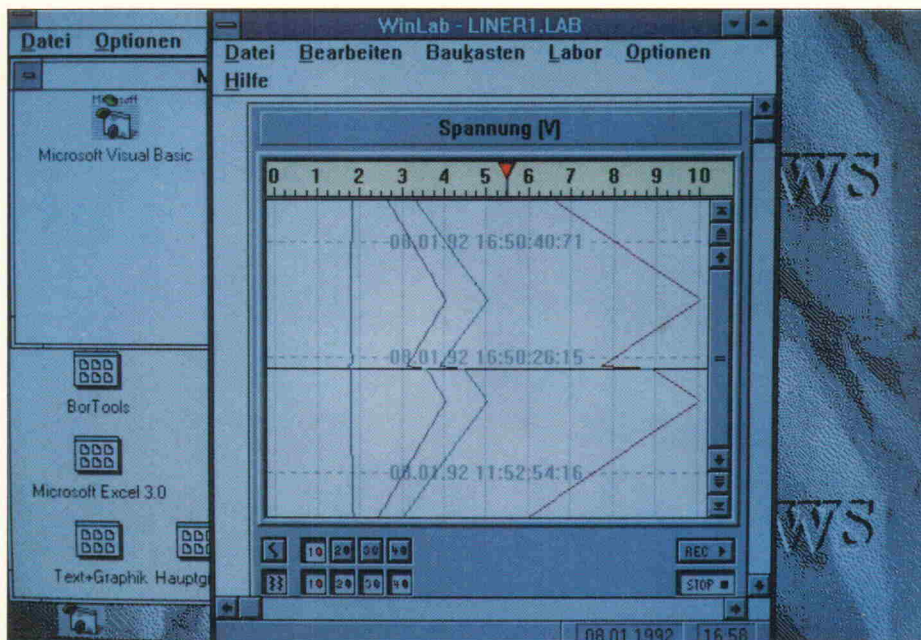 Datei Optionen
M
Microsoft
Microsoft Visual Basic
BorTools
Microsoft Excel 3.0
Text+Graphik Hauptg
WinLab - LINER1.LAB
Datei Bearbeiten Baukasten Labor Optionen
Hilfe
Spannung [V]
0 1 2 3 4 5 6 7 8 9 10
08.01.92 16:50:40:71
08.01.92 16:50:26:15
08.01.92 11:52:54:16
10 20 30 40
REC
10 20 30 40
STOP
08.01.1992 16:58
WS
WS